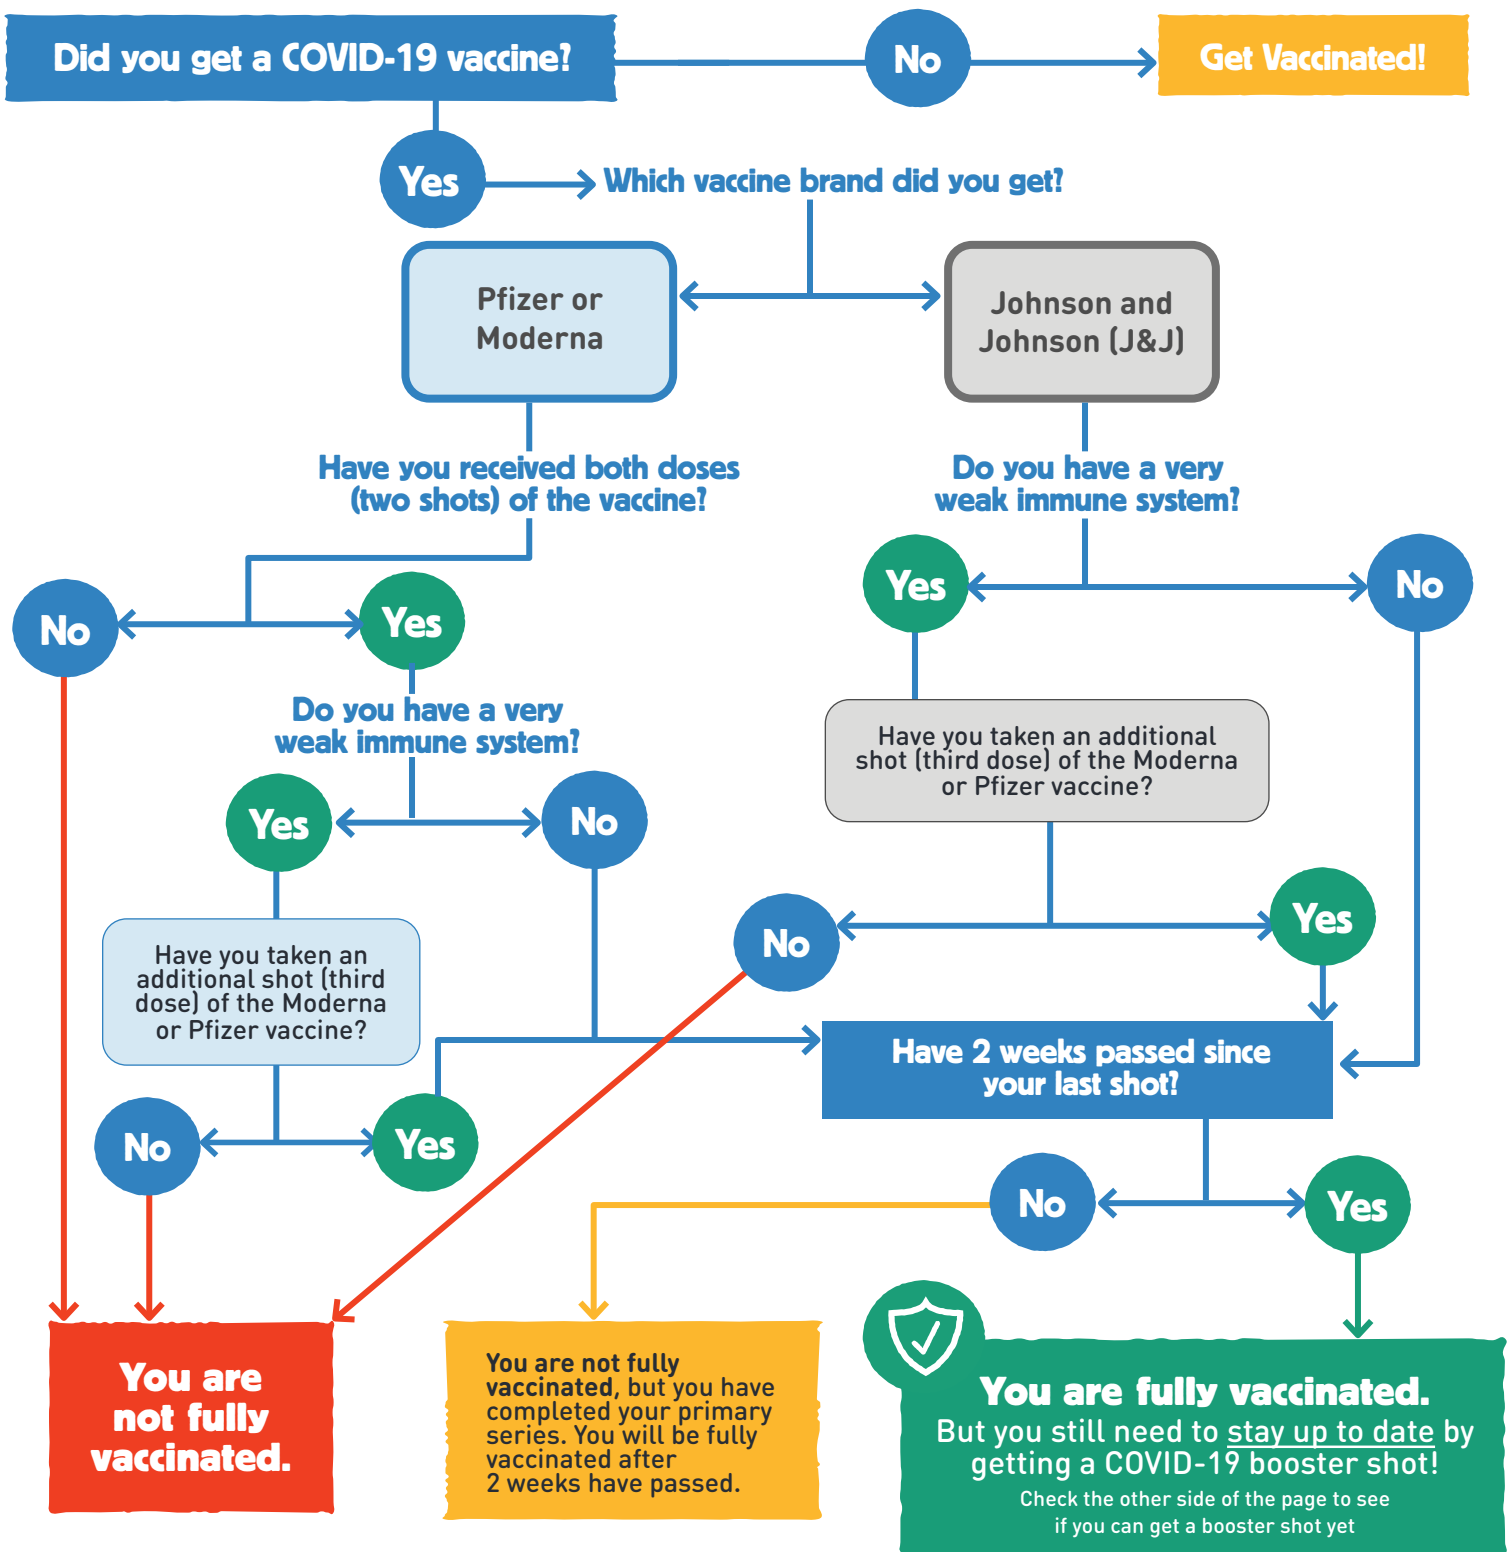 Did you get a COVID-19 vaccine?
No
Get Vaccinated!
Yes
Which vaccine brand did you get?
Pfizer or
Moderna
Johnson and
Johnson (J&J)
Have you received both doses
(two shots) of the vaccine?
Do you have a very
weak immune system?
No
Yes
Yes
No
Do you have a very
weak immune system?
Have you taken an additional
shot (third dose) of the Moderna
or Pfizer vaccine?
Yes
No
No
Yes
Have you taken an
additional shot (third
dose) of the Moderna
or Pfizer vaccine?
Have 2 weeks passed since
your last shot?
No
Yes
No
Yes
You are
not fully
vaccinated.
You are not fully
vaccinated, but you have
completed your primary
series. You will be fully
vaccinated after
2 weeks have passed.
You are fully vaccinated.
But you still need to stay up to date by
getting a COVID-19 booster shot!
Check the other side of the page to see
if you can get a booster shot yet